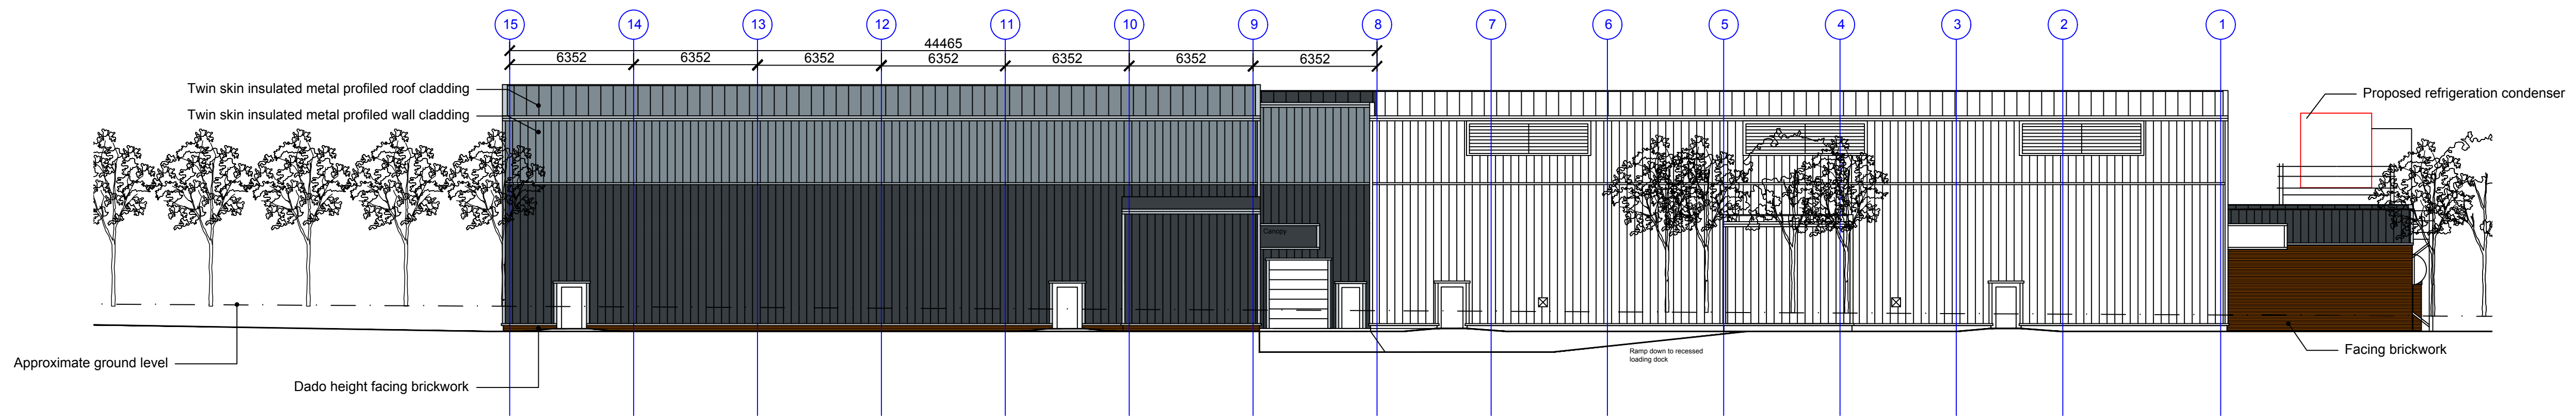 15 14 13 12 11 10 9 8 7 6 5 4 3 2 1
44465
6352 6352 6352 6352 6352 6352 6352
Twin skin insulated metal profiled roof cladding
Proposed refrigeration condenser
Twin skin insulated metal profiled wall cladding
Canopy
Ramp down to recessed
loading dock
Facing brickwork
Approximate ground level
Dado height facing brickwork